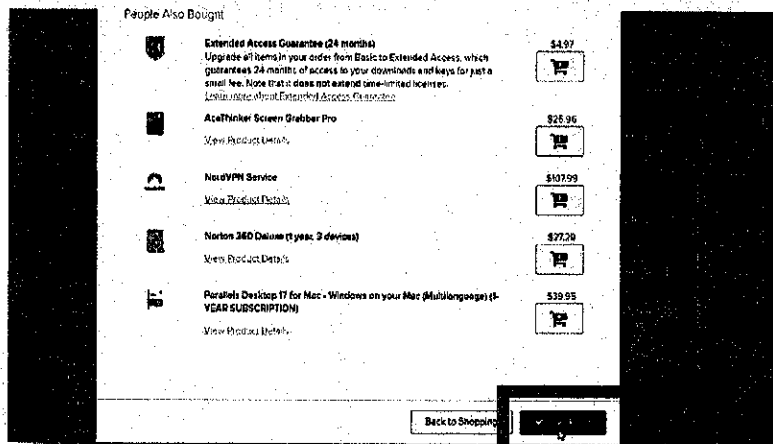 People Also Bought
Extended Access Guarantee (24 months)
$4.97
Upgrade all items in your order from Basic to Extended Access, which
guarantees 24 months of access to your downloads and keys for just a
small fee. Note that it does not extend time-limited licenses.
Learn more about Extended Access Guarantee
AceThinker Screen Grabber Pro
$26.96
View Product Details
NordVPN Service
$107.99
View Product Details
Norton 360 Deluxe (1 year, 3 devices)
$27.29
View Product Details
Parallels Desktop 17 for Mac - Windows on your Mac (Multilanguage) (1-
YEAR SUBSCRIPTION)
$39.95
View Product Details
Back to Shopping